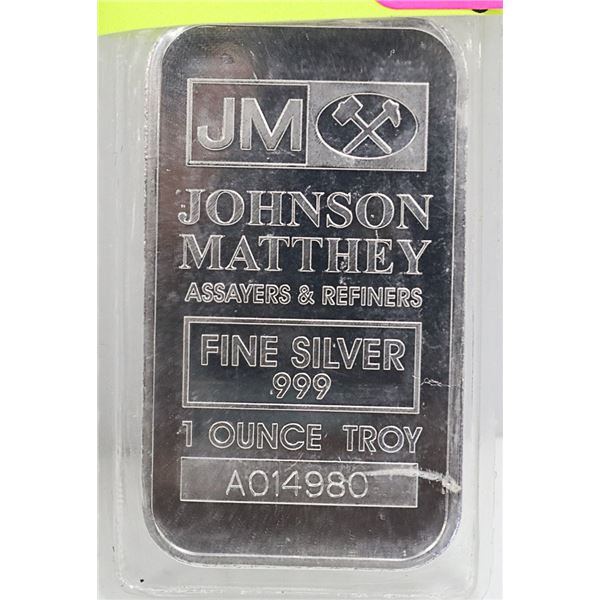 JM
JOHNSON
MATTHEY
ASSAYERS & REFINERS
FINE SILVER
999
1 OUNCE TROY
A014980